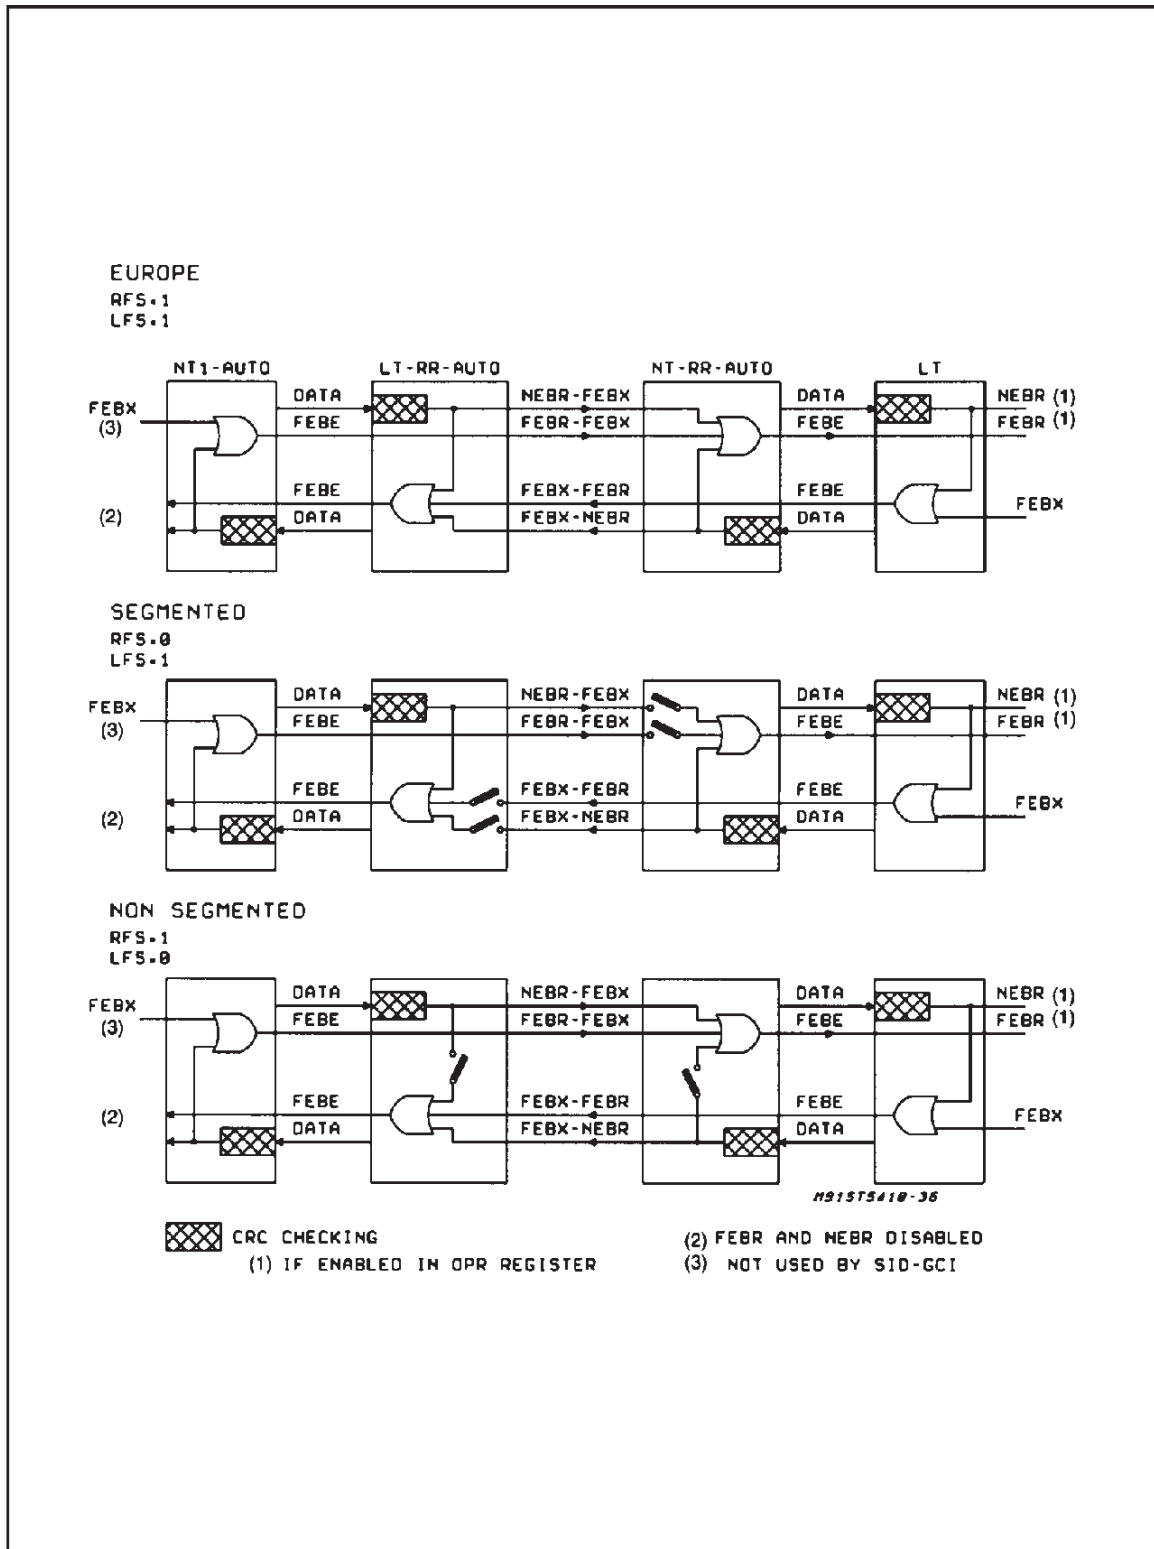 EUROPE
RFS=1
LFS=1
NT1-AUTO LT-RR-AUTO NT-RR-AUTO LT
FEBX DATA NEBR-FEBX DATA NEBR (1)
(3) FEBE FEBR-FEBX FEBE FEBR (1)
FEBE FEBX-FEBR FEBE
(2) DATA FEBX-NEBR DATA FEBX
SEGMENTED
RFS=0
LFS=1
FEBX DATA NEBR-FEBX DATA NEBR (1)
(3) FEBE FEBR-FEBX FEBE FEBR (1)
FEBE FEBX-FEBR FEBE FEBX
(2) DATA FEBX-NEBR DATA
NON SEGMENTED
RFS=1
LFS=0
FEBX DATA NEBR-FEBX DATA NEBR (1)
(3) FEBE FEBR-FEBX FEBE FEBR (1)
(2) FEBE FEBX-FEBR FEBE FEBX
DATA FEBX-NEBR DATA
M91ST5410-36
CRC CHECKING (2) FEBR AND NEBR DISABLED
(1) IF ENABLED IN OPR REGISTER (3) NOT USED BY SID-GCI